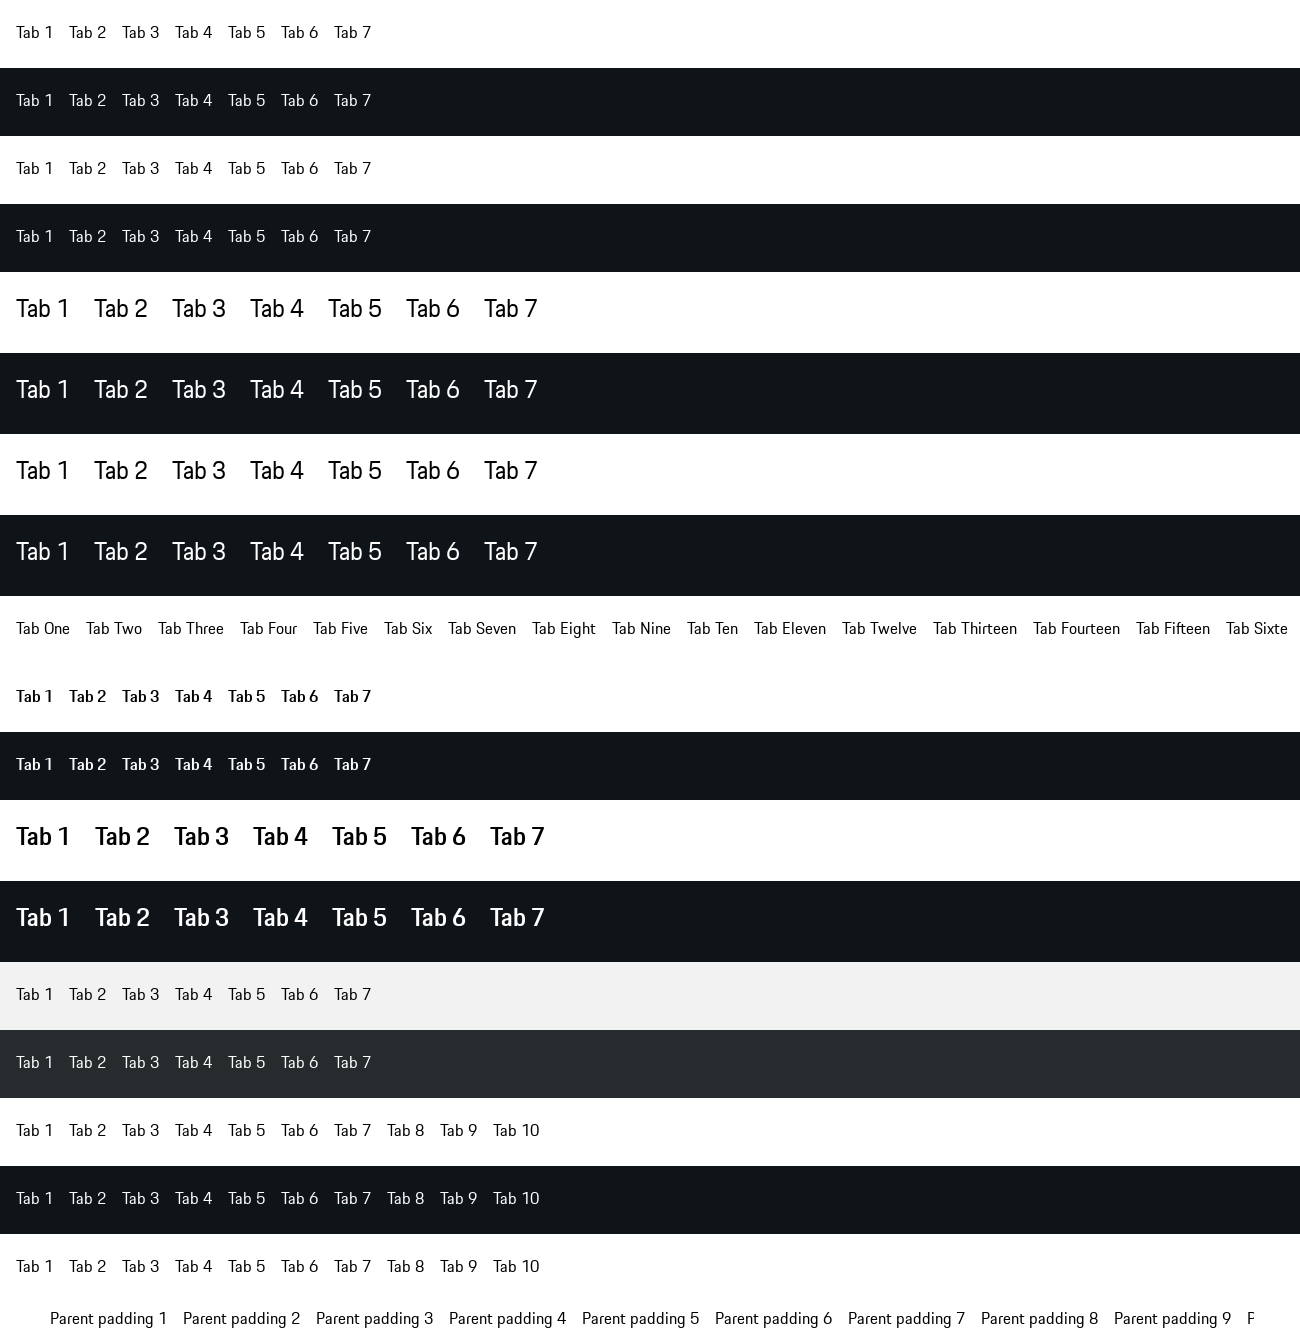 Tab 1 Tab 2 Tab 3 Tab 4 Tab 5 Tab 6 Tab 7
Tab 1 Tab 2 Tab 3 Tab 4 Tab 5 Tab 6 Tab 7
Tab 1 Tab 2 Tab 3 Tab 4 Tab 5 Tab 6 Tab 7
Tab 1 Tab 2 Tab 3 Tab 4 Tab 5 Tab 6 Tab 7
Tab 1 Tab 2 Tab 3 Tab 4 Tab 5 Tab 6 Tab 7
Tab 1 Tab 2 Tab 3 Tab 4 Tab 5 Tab 6 Tab 7
Tab 1 Tab 2 Tab 3 Tab 4 Tab 5 Tab 6 Tab 7
Tab 1 Tab 2 Tab 3 Tab 4 Tab 5 Tab 6 Tab 7
Tab One Tab Two Tab Three Tab Four Tab Five Tab Six Tab Seven Tab Eight Tab Nine Tab Ten Tab Eleven Tab Twelve Tab Thirteen Tab Fourteen Tab Fifteen Tab Sixte
Tab 1 Tab 2 Tab 3 Tab 4 Tab 5 Tab 6 Tab 7
Tab 1 Tab 2 Tab 3 Tab 4 Tab 5 Tab 6 Tab 7
Tab 1 Tab 2 Tab 3 Tab 4 Tab 5 Tab 6 Tab 7
Tab 1 Tab 2 Tab 3 Tab 4 Tab 5 Tab 6 Tab 7
Tab 1 Tab 2 Tab 3 Tab 4 Tab 5 Tab 6 Tab 7
Tab 1 Tab 2 Tab 3 Tab 4 Tab 5 Tab 6 Tab 7
Tab 1 Tab 2 Tab 3 Tab 4 Tab 5 Tab 6 Tab 7 Tab 8 Tab 9 Tab 10
Tab 1 Tab 2 Tab 3 Tab 4 Tab 5 Tab 6 Tab 7 Tab 8 Tab 9 Tab 10
Tab 1 Tab 2 Tab 3 Tab 4 Tab 5 Tab 6 Tab 7 Tab 8 Tab 9 Tab 10
Parent padding 1 Parent padding 2 Parent padding 3 Parent padding 4 Parent padding 5 Parent padding 6 Parent padding 7 Parent padding 8 Parent padding 9